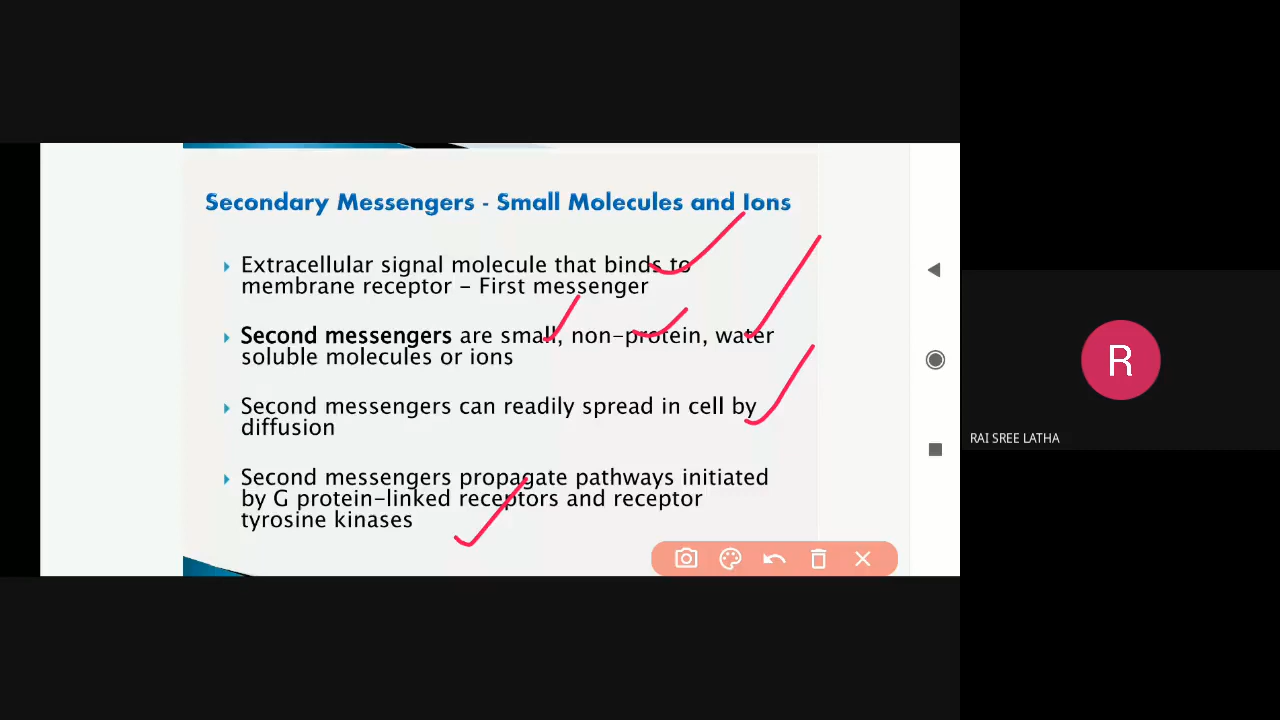 Secondary Messengers - Small Molecules and Ions
Extracellular signal molecule that binds to
membrane receptor – First messenger
Second messengers are small, non-protein, water
soluble molecules or ions
Second messengers can readily spread in cell by
diffusion
Second messengers propagate pathways initiated
by G protein-linked receptors and receptor
tyrosine kinases
R
RAI SREE LATHA